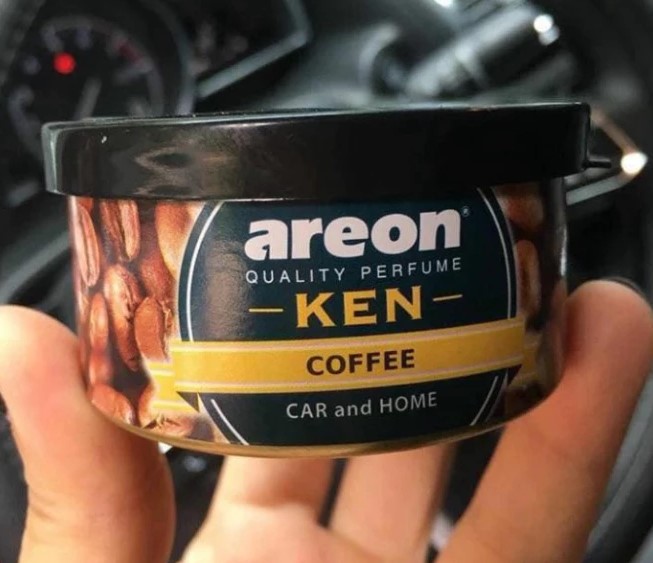 areon®
QUALITY PERFUME
KEN
COFFEE
CAR and HOME